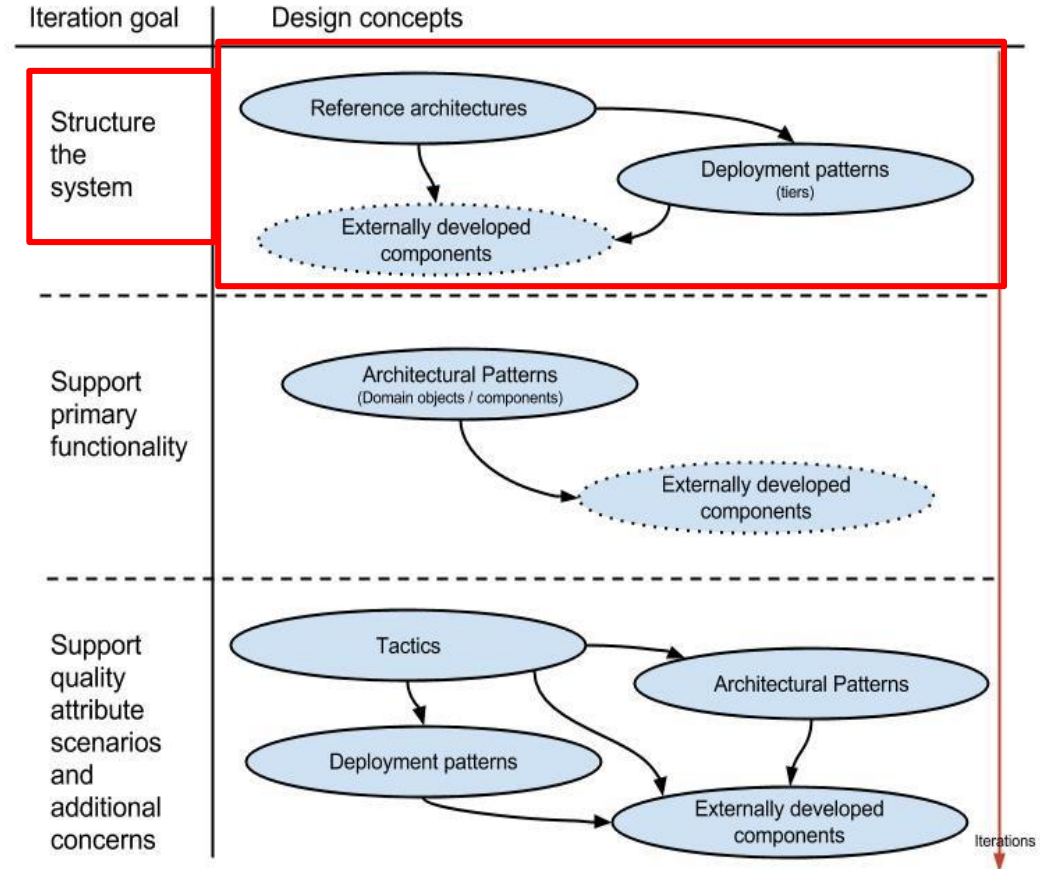 Iteration goal
Design concepts
Structure
the
system
Reference architectures
Deployment patterns
(tiers)
Externally developed
components
Support
primary
functionality
Architectural Patterns
(Domain objects / components)
Externally developed
components
Support
quality
attribute
scenarios
and
additional
concerns
Tactics
Architectural Patterns
Deployment patterns
Externally developed
components
Iterations